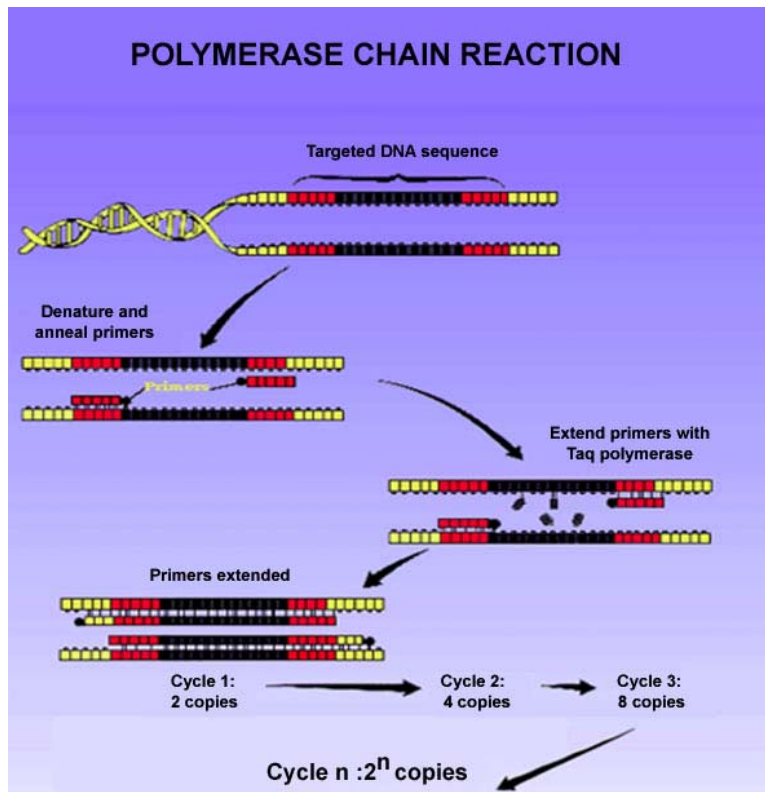 POLYMERASE CHAIN REACTION
Targeted DNA sequence
Denature and
anneal primers
Primers
Extend primers with
Taq polymerase
Primers extended
Cycle 1:
2 copies
Cycle 2:
4 copies
Cycle 3:
8 copies
Cycle n :2ⁿ copies